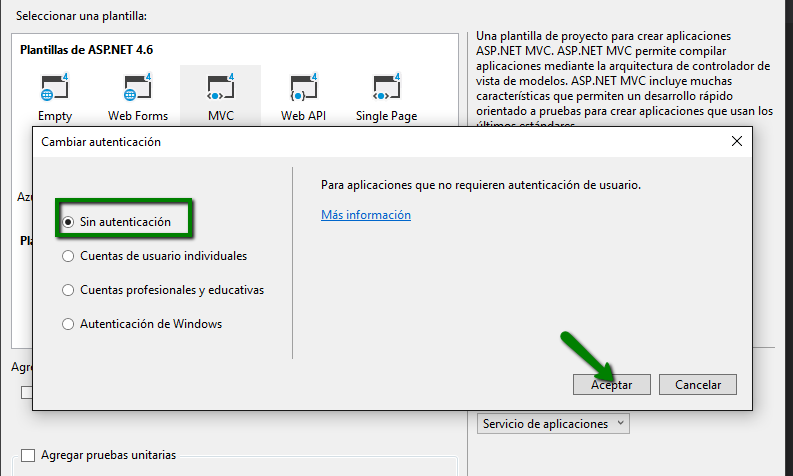 Seleccionar una plantilla:
Plantillas de ASP.NET 4.6
Empty
Web Forms
MVC
Web API
Single Page
Una plantilla de proyecto para crear aplicaciones
ASP.NET MVC. ASP.NET MVC permite compilar
aplicaciones mediante la arquitectura de controlador de
vista de modelos. ASP.NET MVC incluye muchas
características que permiten un desarrollo rápido
orientado a pruebas para crear aplicaciones que usan los
últimos estándares.
Cambiar autenticación
Sin autenticación
Cuentas de usuario individuales
Cuentas profesionales y educativas
Autenticación de Windows
Para aplicaciones que no requieren autenticación de usuario.
Más información
Aceptar
Cancelar
Servicio de aplicaciones
Agregar pruebas unitarias